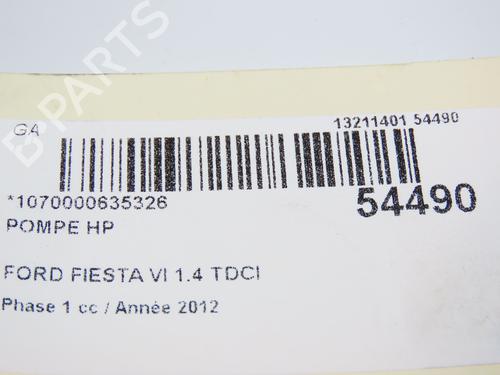 GA
13211401 54490
*1070000635326
54490
POMPE HP
FORD FIESTA VI 1.4 TDCI
Phase 1 cc / Année 2012
B-PARTS